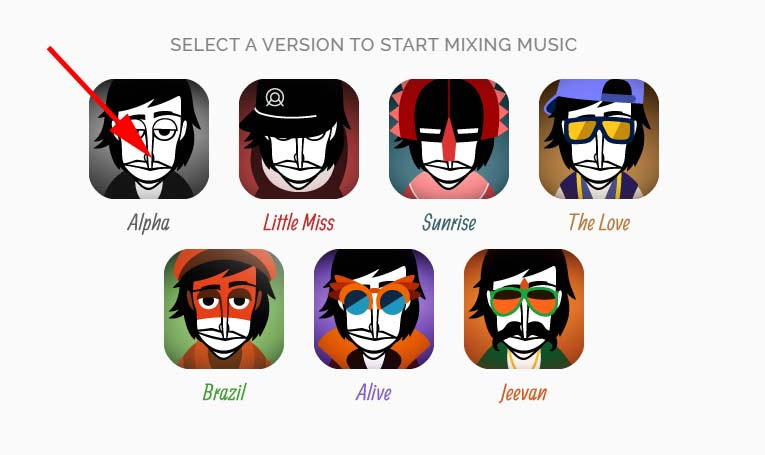 SELECT A VERSION TO START MIXING MUSIC
Alpha
Little Miss
Sunrise
The Love
Brazil
Alive
Jeevan